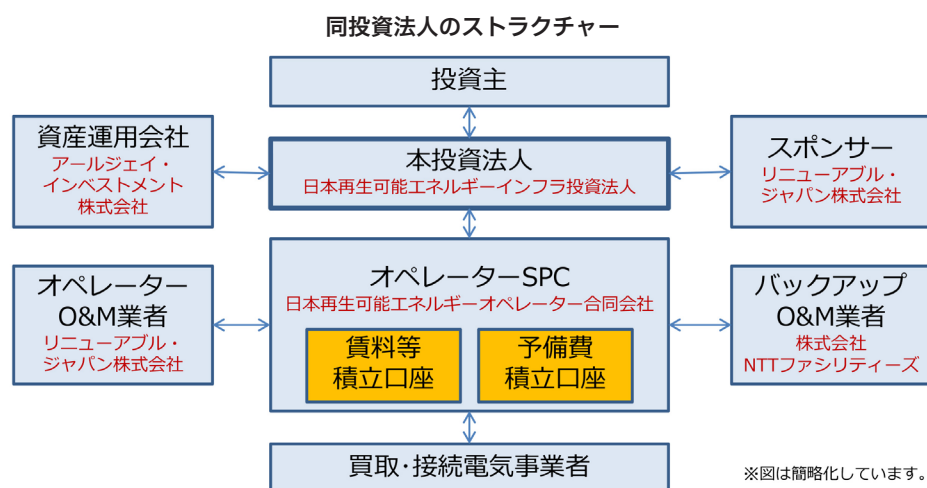 同投資法人のストラクチャー
投資主
資産運用会社
アールジェイ・
インベストメント
株式会社
本投資法人
日本再生可能エネルギーインフラ投資法人
スポンサー
リニューアブル・
ジャパン株式会社
オペレーター
O&M業者
リニューアブル・
ジャパン株式会社
オペレーターSPC
日本再生可能エネルギーオペレーター合同会社
賃料等
積立口座
予備費
積立口座
バックアップ
O&M業者
株式会社
NTTファシリティーズ
買取・接続電気事業者
※図は簡略化しています。